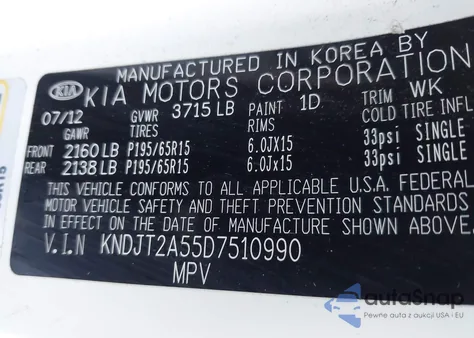 MANUFACTURED IN KOREA BY
KIA KIA MOTORS CORPORATION
07/12 GVWR 3715 LB PAINT 1D TRIM WK
GAWR TIRES RIMS COLD TIRE INFL
FRONT 2160 LB P195/65R15 6.0JX15 33psi SINGLE
REAR 2138 LB P195/65R15 6.0Jx15 33psi SINGLE
THIS VEHICLE CONFORMS TO ALL APPLICABLE U.S.A. FEDERAL
MOTOR VEHICLE SAFETY AND THEFT PREVENTION STANDARDS
IN EFFECT ON THE DATE OF MANUFACTURE SHOWN ABOVE.
V.I.N KNDJT2A55D7510990
MPV
autoSnap
Pewne auta z aukcji USA - EU